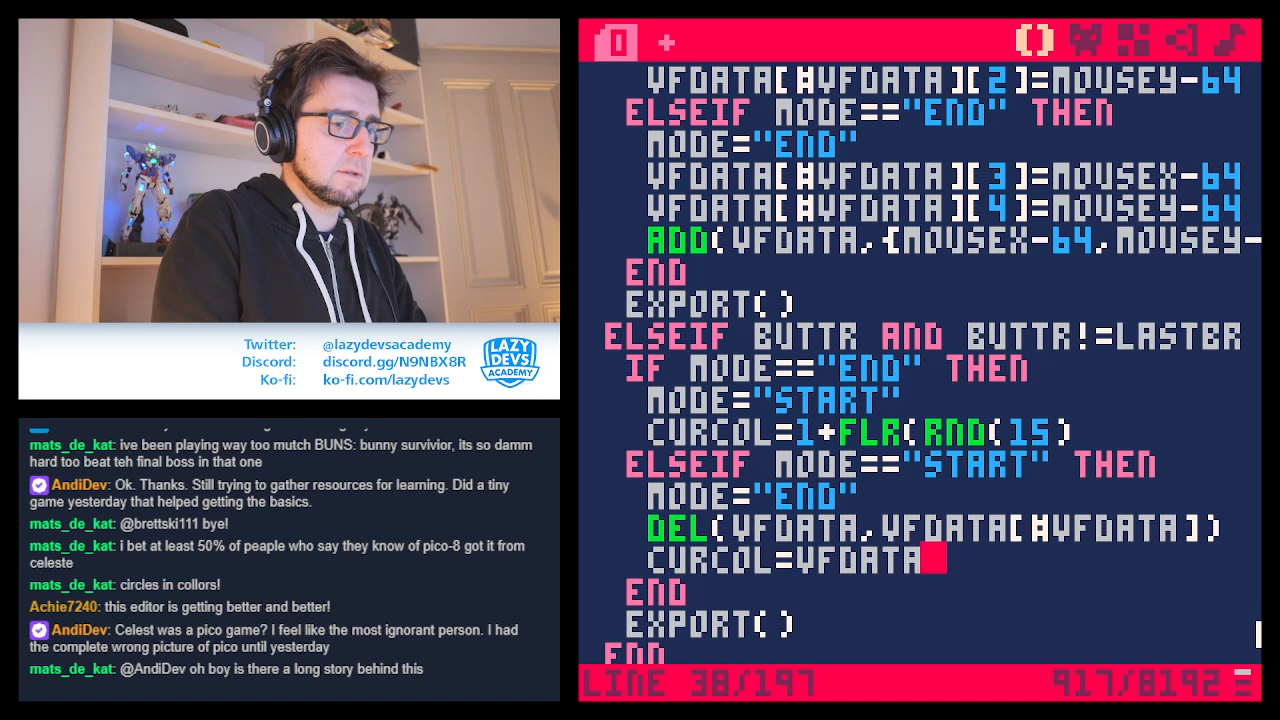 Twitter: @lazydevsacademy
Discord: discord.gg/N9NBX8R
Ko-fi: ko-fi.com/lazydevs
LAZY
DEVS
ACADEMY
mats_de_kat: ive been playing way too mutch BUNS: bunny survivior, its so damm
hard too beat teh final boss in that one
AndiDev: Ok. Thanks. Still trying to gather resources for learning. Did a tiny
game yesterday that helped getting the basics.
mats_de_kat: @brettski111 bye!
mats_de_kat: i bet at least 50% of peaple who say they know of pico-8 got it from
celeste
mats_de_kat: circles in collors!
Achie7240: this editor is getting better and better!
AndiDev: Celest was a pico game? I feel like the most ignorant person. I had
the complete wrong picture of pico until yesterday
mats_de_kat: @AndiDev oh boy is there a long story behind this
0 +
VFDATA[#VFDATA][2]=MOUSEY-64
ELSEIF MODE=="END" THEN
MODE="END"
VFDATA[#VFDATA][3]=MOUSEX-64
VFDATA[#VFDATA][4]=MOUSEY-64
ADD(VFDATA,{MOUSEX-64,MOUSEY-
END
EXPORT()
ELSEIF BUTTR AND BUTTR!=LASTBR
IF MODE=="END" THEN
MODE="START"
CURCOL=1+FLR(RND(15)
ELSEIF MODE=="START" THEN
MODE="END"
DEL(VFDATA,VFDATA[#VFDATA])
CURCOL=VFDATA
END
EXPORT()
END
LINE 38/197
917/8192